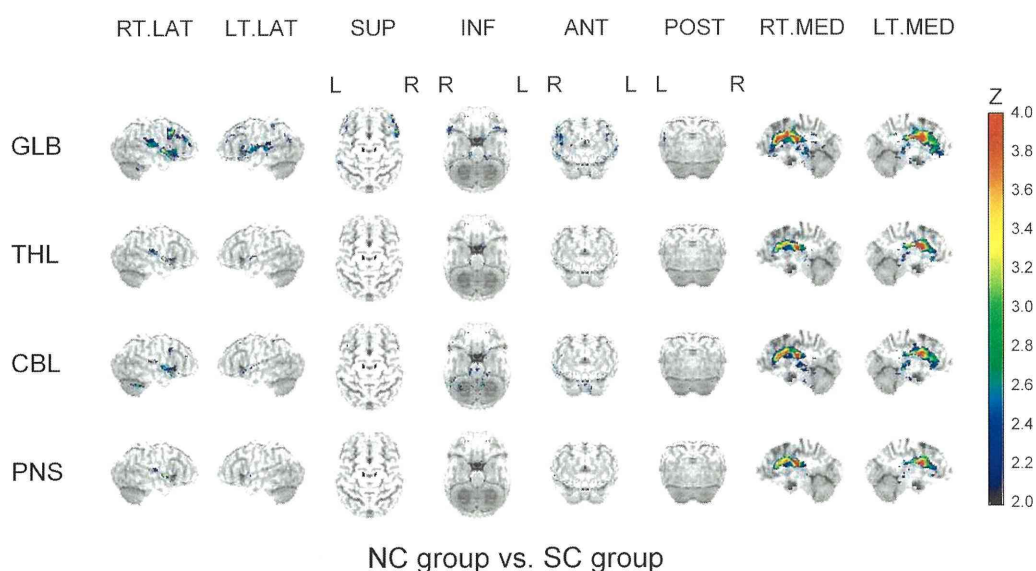 RT.LAT LT.LAT SUP INF ANT POST RT.MED LT.MED
L R R L R L L R
Z
GLB
THL
CBL
PNS
4.0
3.8
3.6
3.4
3.2
3.0
2.8
2.6
2.4
2.2
2.0
NC group vs. SC group